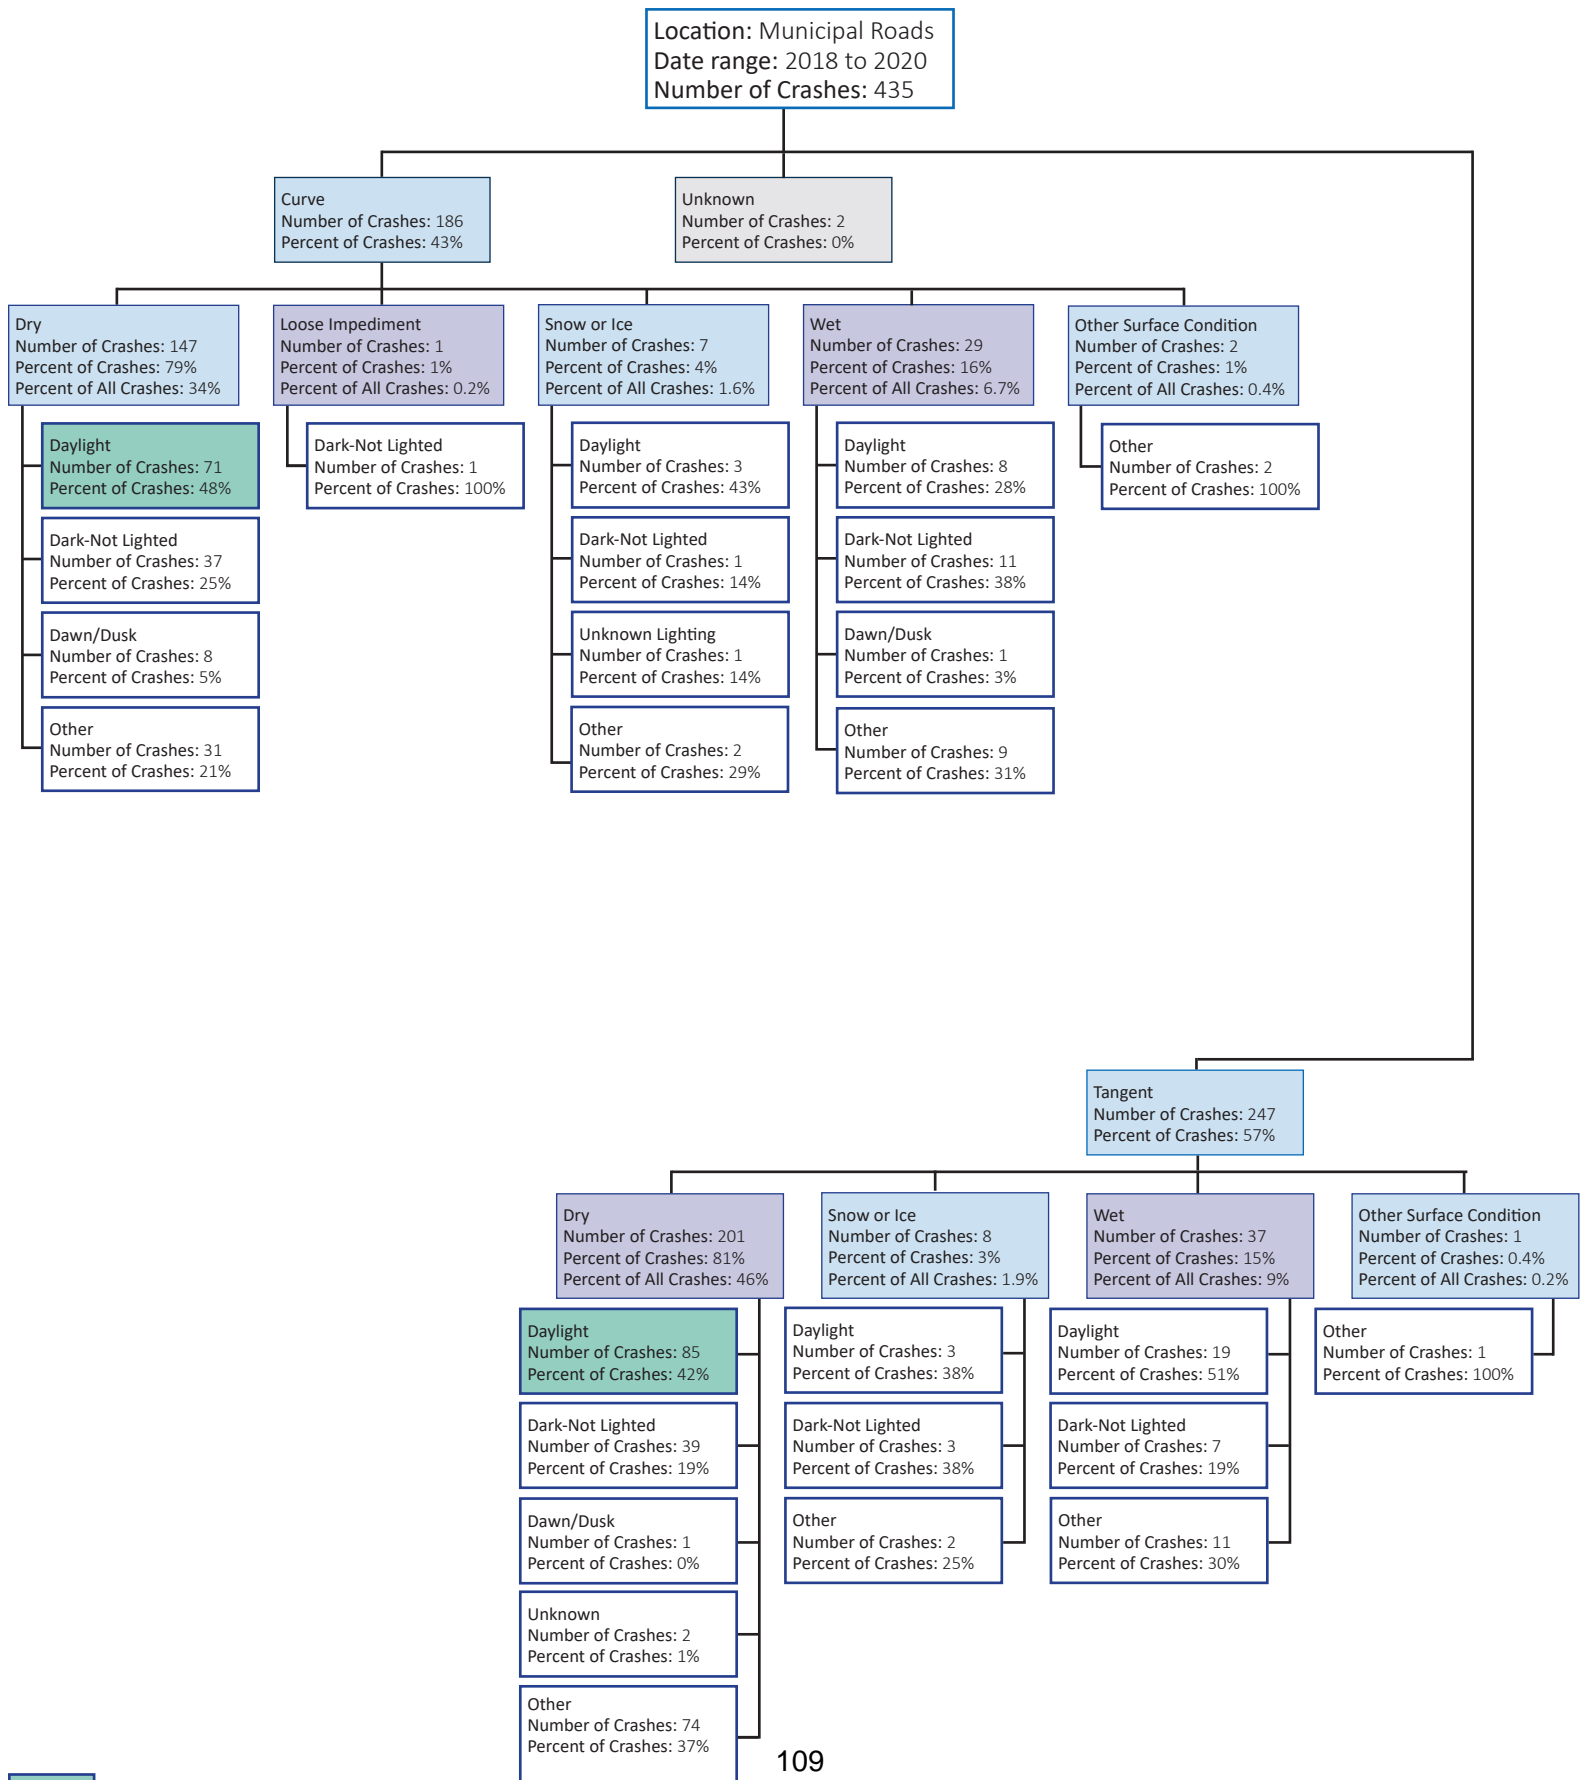 Location: Municipal Roads
Date range: 2018 to 2020
Number of Crashes: 435
Curve
Number of Crashes: 186
Percent of Crashes: 43%
Unknown
Number of Crashes: 2
Percent of Crashes: 0%
Dry
Number of Crashes: 147
Percent of Crashes: 79%
Percent of All Crashes: 34%
Loose Impediment
Number of Crashes: 1
Percent of Crashes: 1%
Percent of All Crashes: 0.2%
Snow or Ice
Number of Crashes: 7
Percent of Crashes: 4%
Percent of All Crashes: 1.6%
Wet
Number of Crashes: 29
Percent of Crashes: 16%
Percent of All Crashes: 6.7%
Other Surface Condition
Number of Crashes: 2
Percent of Crashes: 1%
Percent of All Crashes: 0.4%
Daylight
Number of Crashes: 71
Percent of Crashes: 48%
Dark-Not Lighted
Number of Crashes: 37
Percent of Crashes: 25%
Dawn/Dusk
Number of Crashes: 8
Percent of Crashes: 5%
Other
Number of Crashes: 31
Percent of Crashes: 21%
Dark-Not Lighted
Number of Crashes: 1
Percent of Crashes: 100%
Daylight
Number of Crashes: 3
Percent of Crashes: 43%
Dark-Not Lighted
Number of Crashes: 1
Percent of Crashes: 14%
Unknown Lighting
Number of Crashes: 1
Percent of Crashes: 14%
Other
Number of Crashes: 2
Percent of Crashes: 29%
Daylight
Number of Crashes: 8
Percent of Crashes: 28%
Dark-Not Lighted
Number of Crashes: 11
Percent of Crashes: 38%
Dawn/Dusk
Number of Crashes: 1
Percent of Crashes: 3%
Other
Number of Crashes: 9
Percent of Crashes: 31%
Other
Number of Crashes: 2
Percent of Crashes: 100%
Tangent
Number of Crashes: 247
Percent of Crashes: 57%
Dry
Number of Crashes: 201
Percent of Crashes: 81%
Percent of All Crashes: 46%
Snow or Ice
Number of Crashes: 8
Percent of Crashes: 3%
Percent of All Crashes: 1.9%
Wet
Number of Crashes: 37
Percent of Crashes: 15%
Percent of All Crashes: 9%
Other Surface Condition
Number of Crashes: 1
Percent of Crashes: 0.4%
Percent of All Crashes: 0.2%
Daylight
Number of Crashes: 85
Percent of Crashes: 42%
Dark-Not Lighted
Number of Crashes: 39
Percent of Crashes: 19%
Dawn/Dusk
Number of Crashes: 1
Percent of Crashes: 0%
Unknown
Number of Crashes: 2
Percent of Crashes: 1%
Other
Number of Crashes: 74
Percent of Crashes: 37%
Daylight
Number of Crashes: 3
Percent of Crashes: 38%
Dark-Not Lighted
Number of Crashes: 3
Percent of Crashes: 38%
Other
Number of Crashes: 2
Percent of Crashes: 25%
Daylight
Number of Crashes: 19
Percent of Crashes: 51%
Dark-Not Lighted
Number of Crashes: 7
Percent of Crashes: 19%
Other
Number of Crashes: 11
Percent of Crashes: 30%
Other
Number of Crashes: 1
Percent of Crashes: 100%
109